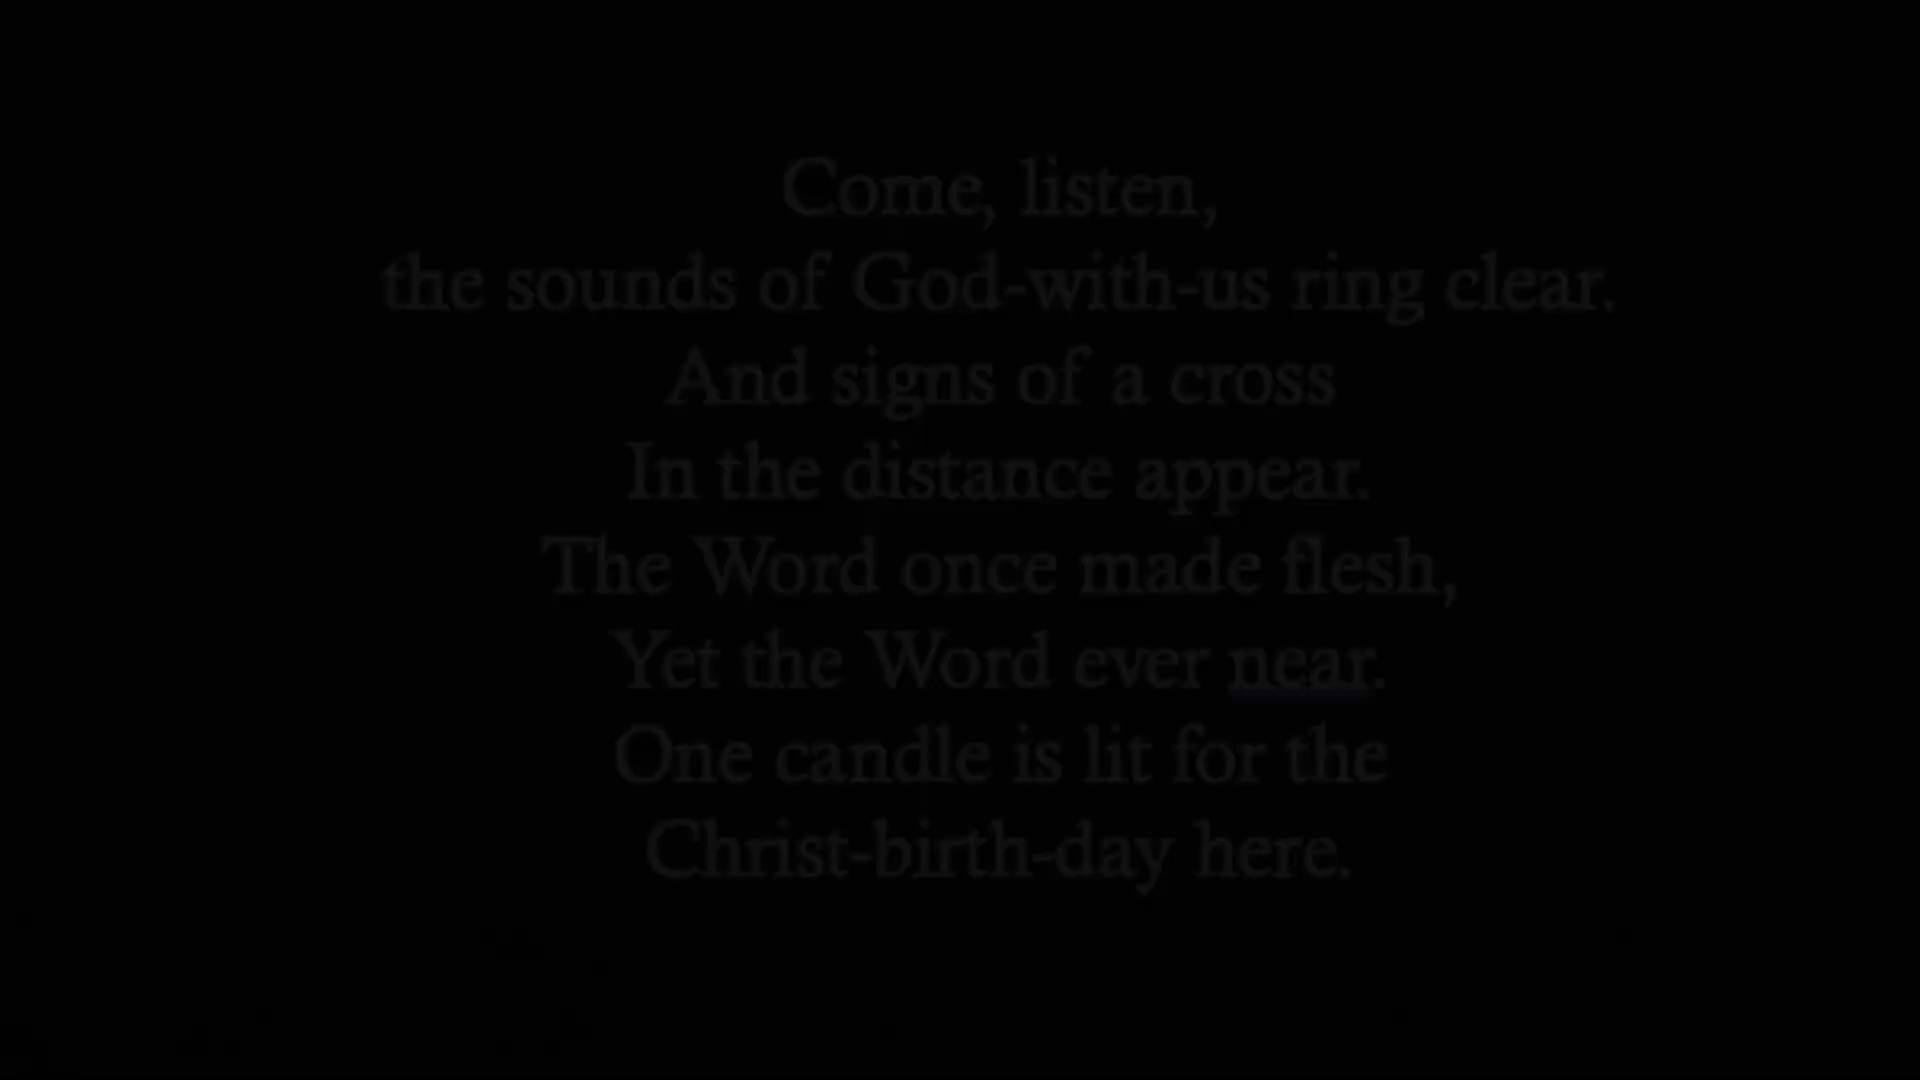 Come, listen,
the sounds of God-with-us ring clear.
And signs of a cross
In the distance appear.
The Word once made flesh,
Yet the Word ever near.
One candle is lit for the
Christ-birth-day here.